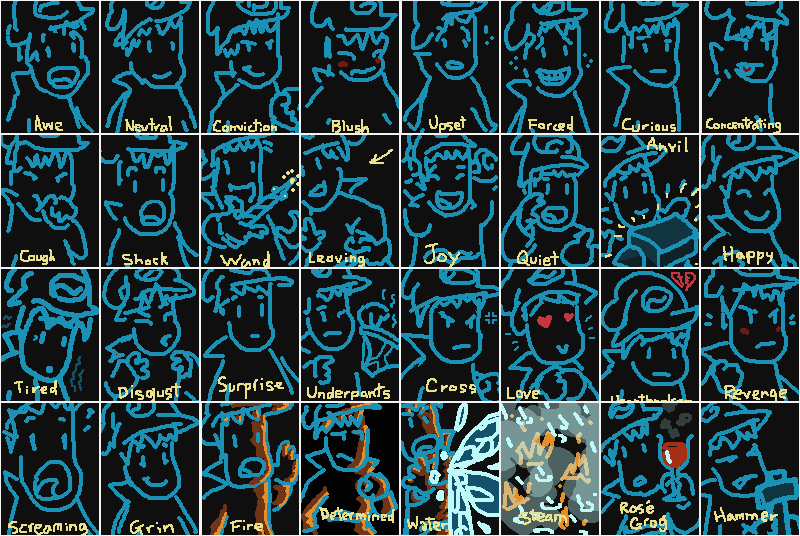 Awe
Neutral
Conviction
Blush
Upset
Forced
Curious
Concentrating
Cough
Shock
Wand
Leaving
Joy
Quiet
Anvil
Happy
Tired
Disgust
Surprise
Underpants
Cross
Love
Heartbroken
Revenge
Screaming
Grin
Fire
Determined
Water
Steam
Rosé
Grog
Hammer